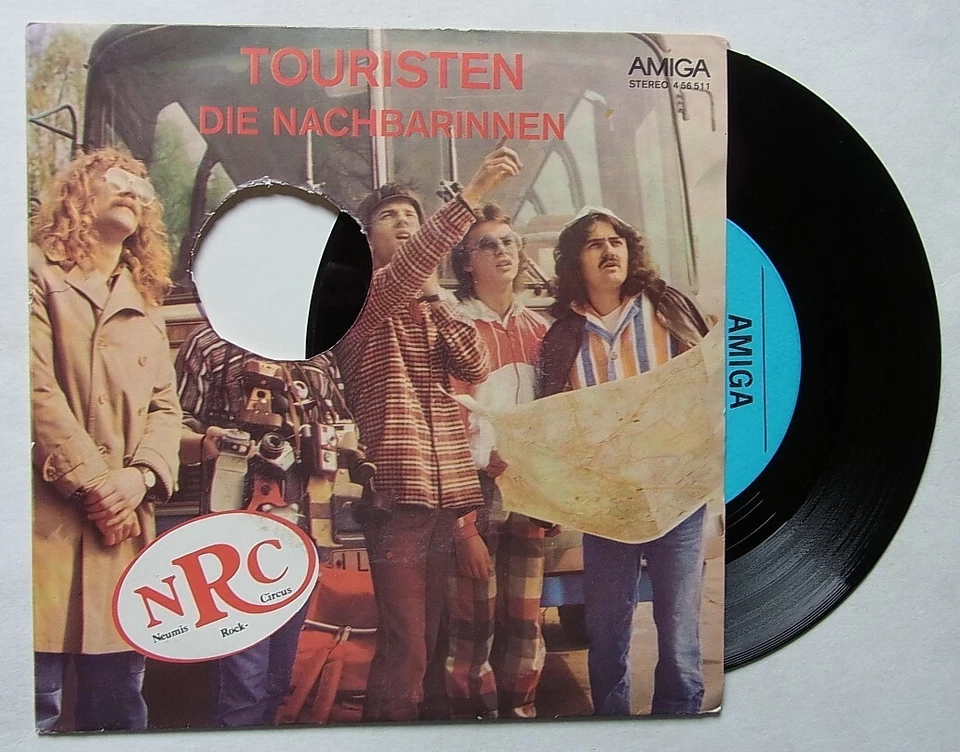 TOURISTEN
DIE NACHBARINNEN
AMIGA
STEREO 4 56 511
NRC
Neumis Rock- Circus
AMIGA